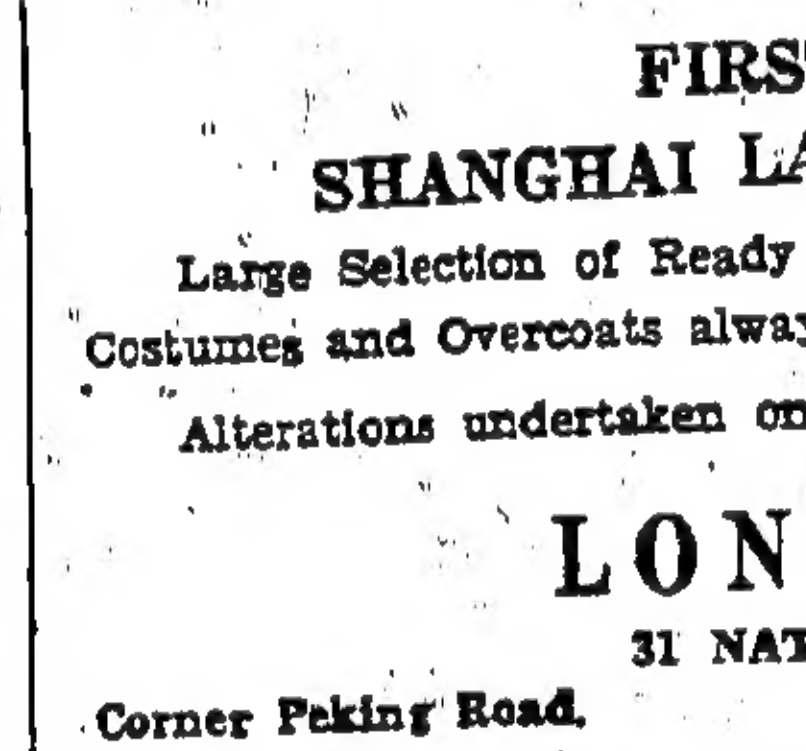 FIRS
SHANGHAI LA
Large Selection of Ready
Costumes and Overcoats alway
Alterations undertaken on
LON
31 NAT
Corner Peking Road,